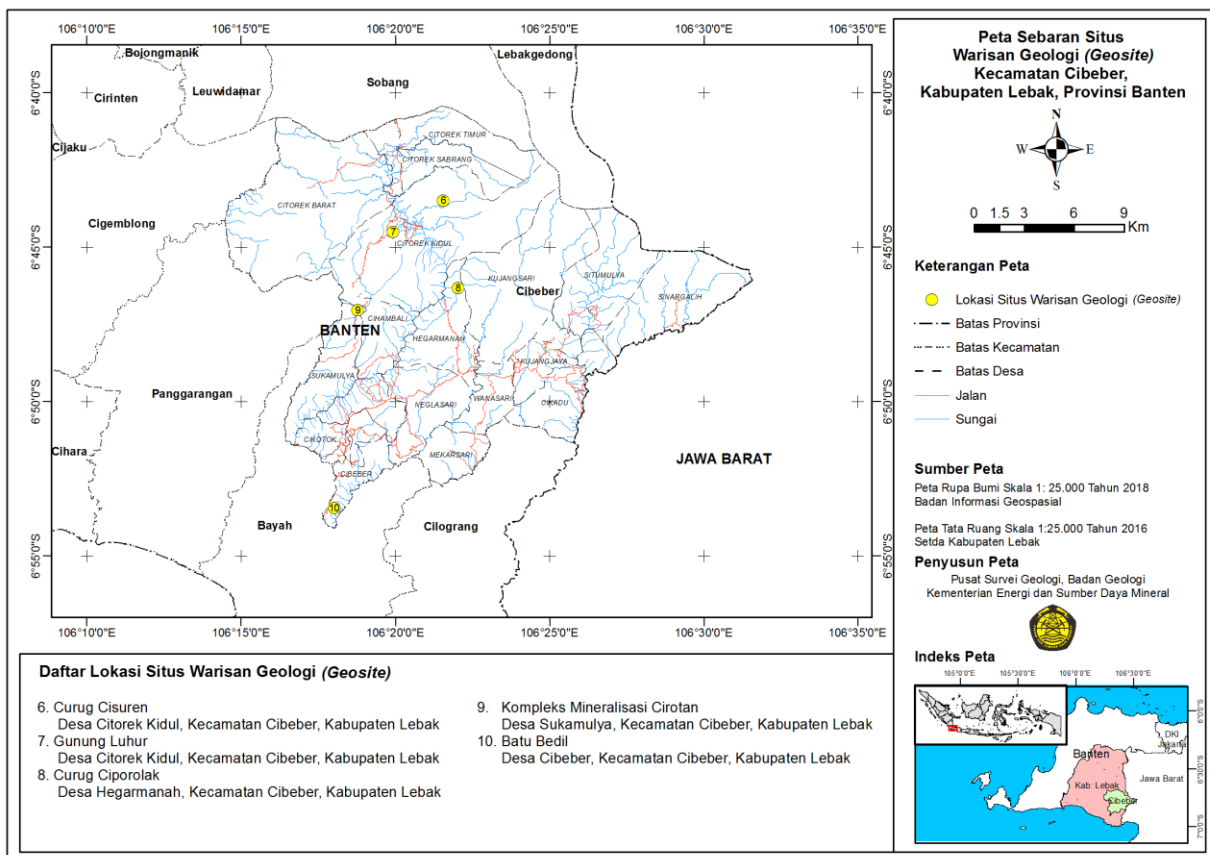 106°10'0"E 106°15'0"E 106°20'0"E 106°25'0"E 106°30'0"E 106°35'0"E
6°40'0"S
6°45'0"S
6°50'0"S
6°55'0"S
Bojongmanik
Lebakgedong
Sobang
Cirinten
Leuwidamar
Cijaku
CITOREK TIMUR
CITOREK SABRANG
CITOREK BARAT
6
Cigemblong
7
CITOREK KIDUL
KUJANGSARI
SITUMULYA
8
Cibeber
SINARGALIH
9
CIHAMBALI
BANTEN
HEGARMANAH
KUJANGJAYA
SUKAMULYA
Panggarangan
NEGLASARI
WANASARI
CIKADU
CIKOTOK
Cihara
MEKARSARI
JAWA BARAT
CIBEBER
10
Bayah
Cilograng
6°40'0"S
6°45'0"S
6°50'0"S
6°55'0"S
106°10'0"E 106°15'0"E 106°20'0"E 106°25'0"E 106°30'0"E 106°35'0"E
Peta Sebaran Situs
Warisan Geologi (Geosite)
Kecamatan Cibeber,
Kabupaten Lebak, Provinsi Banten
N
W E
S
0 1.5 3 6 9
Km
Keterangan Peta
Lokasi Situs Warisan Geologi (Geosite)
Batas Provinsi
Batas Kecamatan
Batas Desa
Jalan
Sungai
Sumber Peta
Peta Rupa Bumi Skala 1: 25.000 Tahun 2018
Badan Informasi Geospasial
Peta Tata Ruang Skala 1:25.000 Tahun 2016
Setda Kabupaten Lebak
Penyusun Peta
Pusat Survei Geologi, Badan Geologi
Kementerian Energi dan Sumber Daya Mineral
Indeks Peta
105°0'0"E 105°30'0"E 106°0'0"E 106°30'0"E
6°0'0"S
6°30'0"S
7°0'0"S
DKI
Jakarta
Banten
Jawa Barat
Kab. Lebak
Cibeber
Daftar Lokasi Situs Warisan Geologi (Geosite)
6. Curug Cisuren
Desa Citorek Kidul, Kecamatan Cibeber, Kabupaten Lebak
7. Gunung Luhur
Desa Citorek Kidul, Kecamatan Cibeber, Kabupaten Lebak
8. Curug Ciporolak
Desa Hegarmanah, Kecamatan Cibeber, Kabupaten Lebak
9. Kompleks Mineralisasi Cirotan
Desa Sukamulya, Kecamatan Cibeber, Kabupaten Lebak
10. Batu Bedil
Desa Cibeber, Kecamatan Cibeber, Kabupaten Lebak